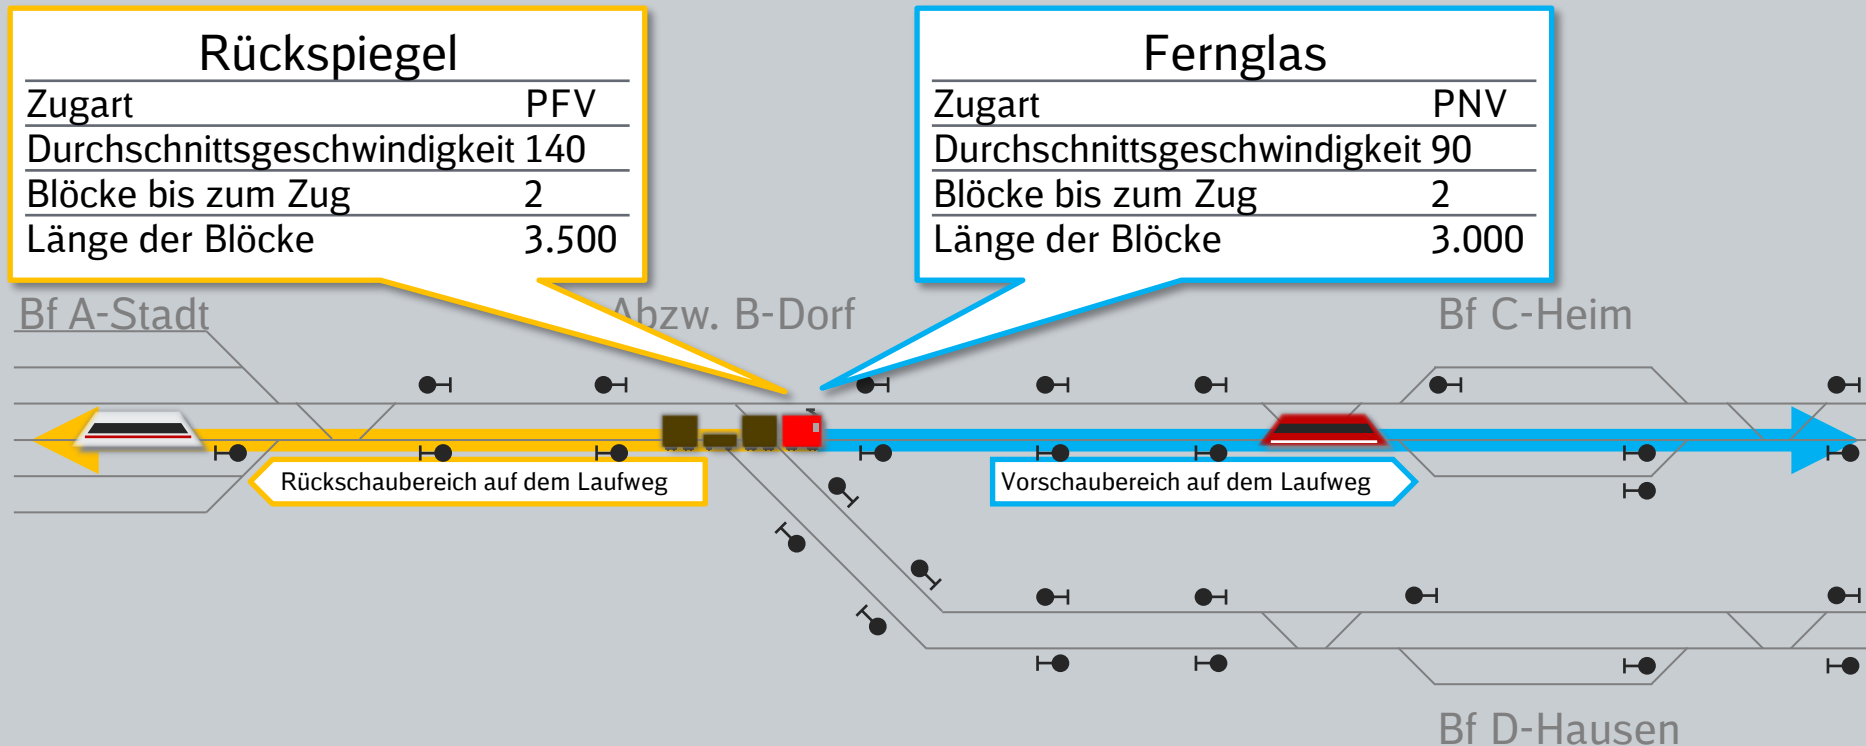 Rückspiegel
Zugart PFV
Durchschnittsgeschwindigkeit 140
Blöcke bis zum Zug 2
Länge der Blöcke 3.500
Fernglas
Zugart PNV
Durchschnittsgeschwindigkeit 90
Blöcke bis zum Zug 2
Länge der Blöcke 3.000
Bf A-Stadt
Abzw. B-Dorf
Bf C-Heim
Rückschaubereich auf dem Laufweg
Vorschaubereich auf dem Laufweg
Bf D-Hausen